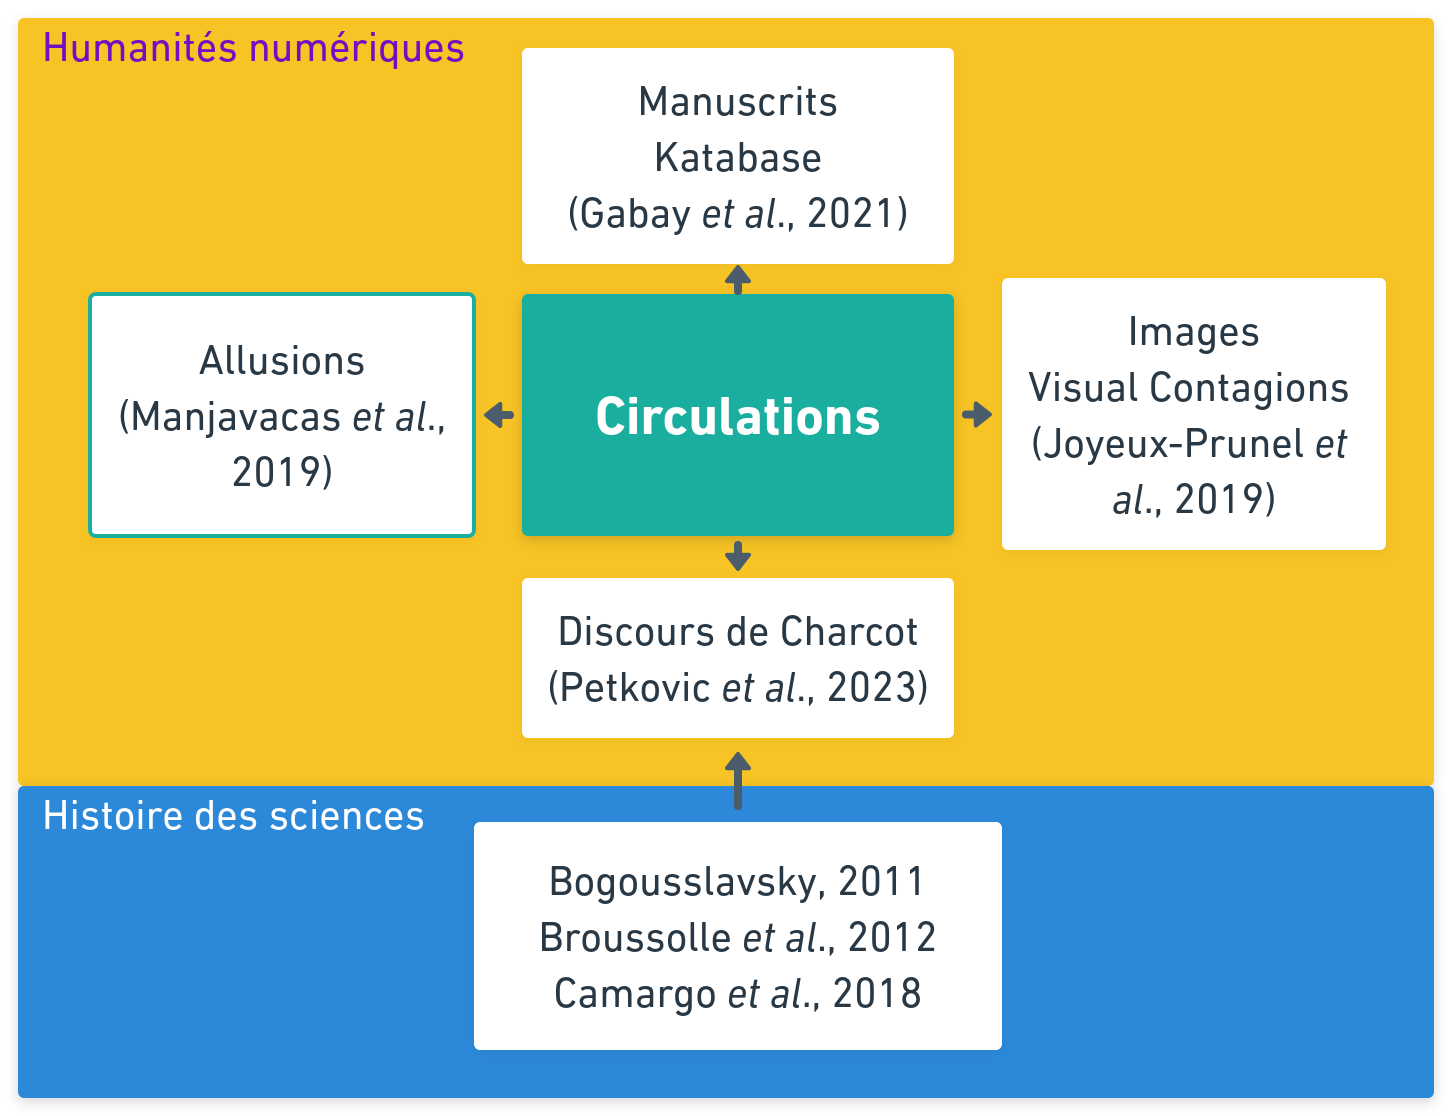 Humanités numériques
Manuscrits
Katabase
(Gabay et al., 2021)
Allusions
(Manjavacas et al.,
2019)
Circulations
Images
Visual Contagions
(Joyeux-Prunel et
al., 2019)
Discours de Charcot
(Petkovic et al., 2023)
Histoire des sciences
Bogousslavsky, 2011
Broussolle et al., 2012
Camargo et al., 2018